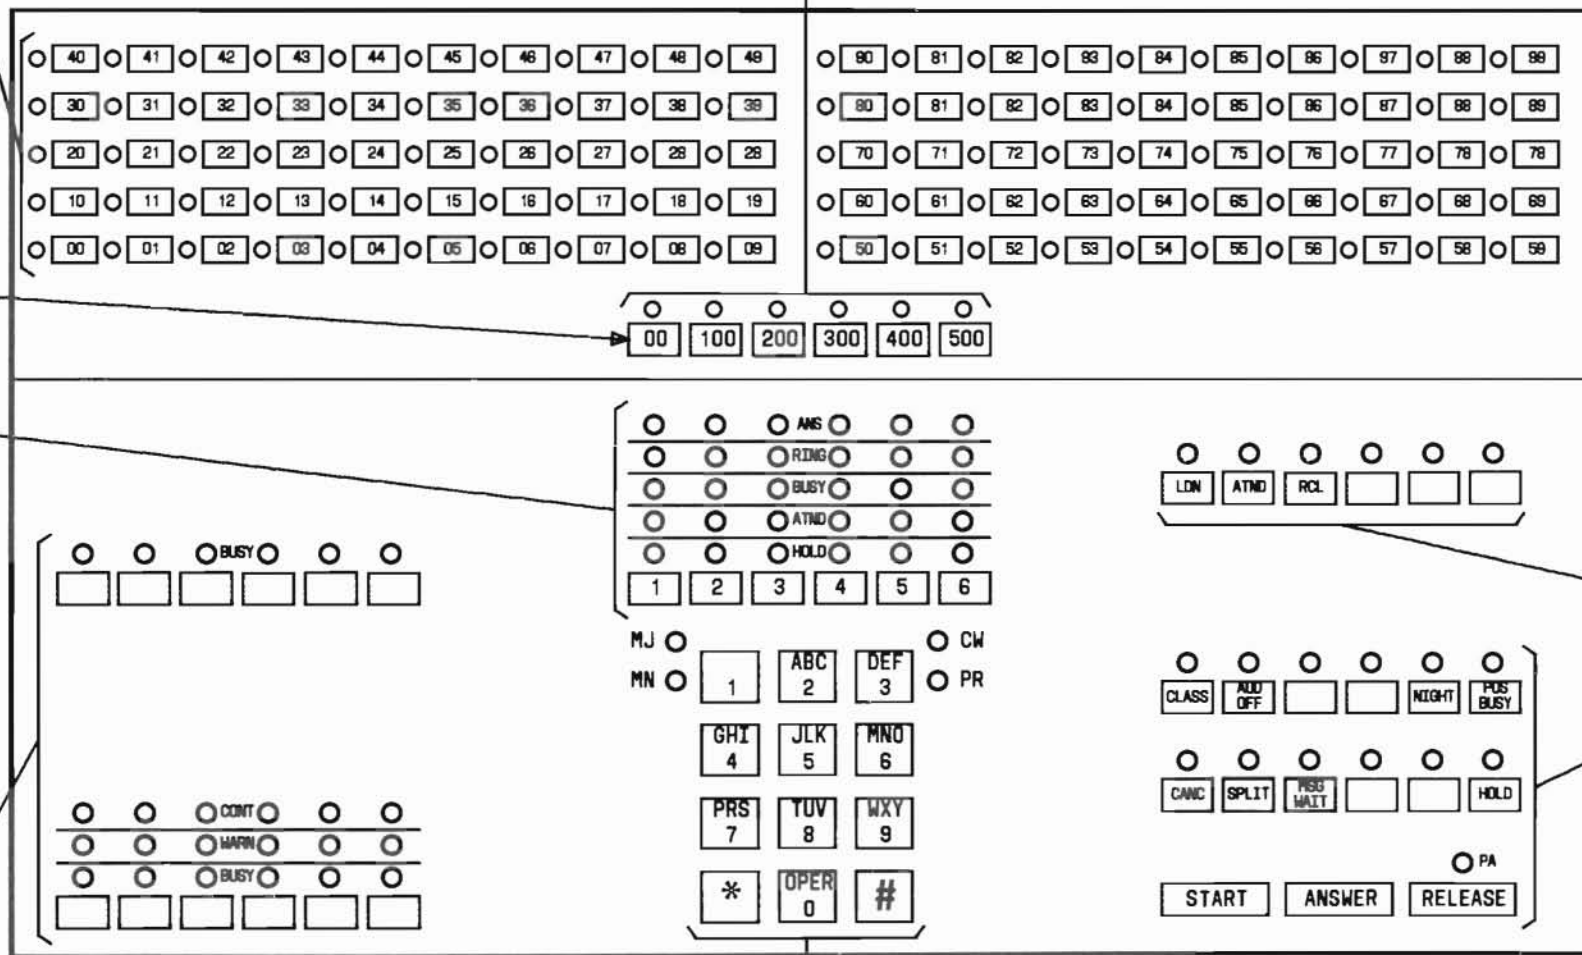 40 41 42 43 44 45 46 47 48 49 90 81 82 93 94 95 96 97 98 99
30 31 32 33 34 35 36 37 38 39 80 81 82 83 84 85 86 87 88 89
20 21 22 23 24 25 26 27 28 28 70 71 72 73 74 75 76 77 78 78
10 11 12 13 14 15 16 17 18 19 60 61 62 63 64 65 66 67 68 69
00 01 02 03 04 05 06 07 08 09 50 51 52 53 54 55 56 57 58 59
00 100 200 300 400 500
ANS
RING
BUSY
ATND
HOLD
1 2 3 4 5 6
LDN ATND RCL
BUSY
MJ CW
MN PR
1
ABC
2
DEF
3
GHI
4
JLK
5
MNO
6
PRS
7
TUV
8
WXY
9
*
OPER
0
#
CONT
WARN
BUSY
CLASS
ADD
OFF
NIGHT
POS
BUSY
CANC
SPLIT
MSG
WAIT
HOLD
PA
START ANSWER RELEASE